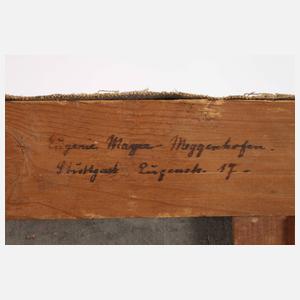 Eugenie Mayer-Meggenhofen.
Stuttgart Eugenstr. 17-